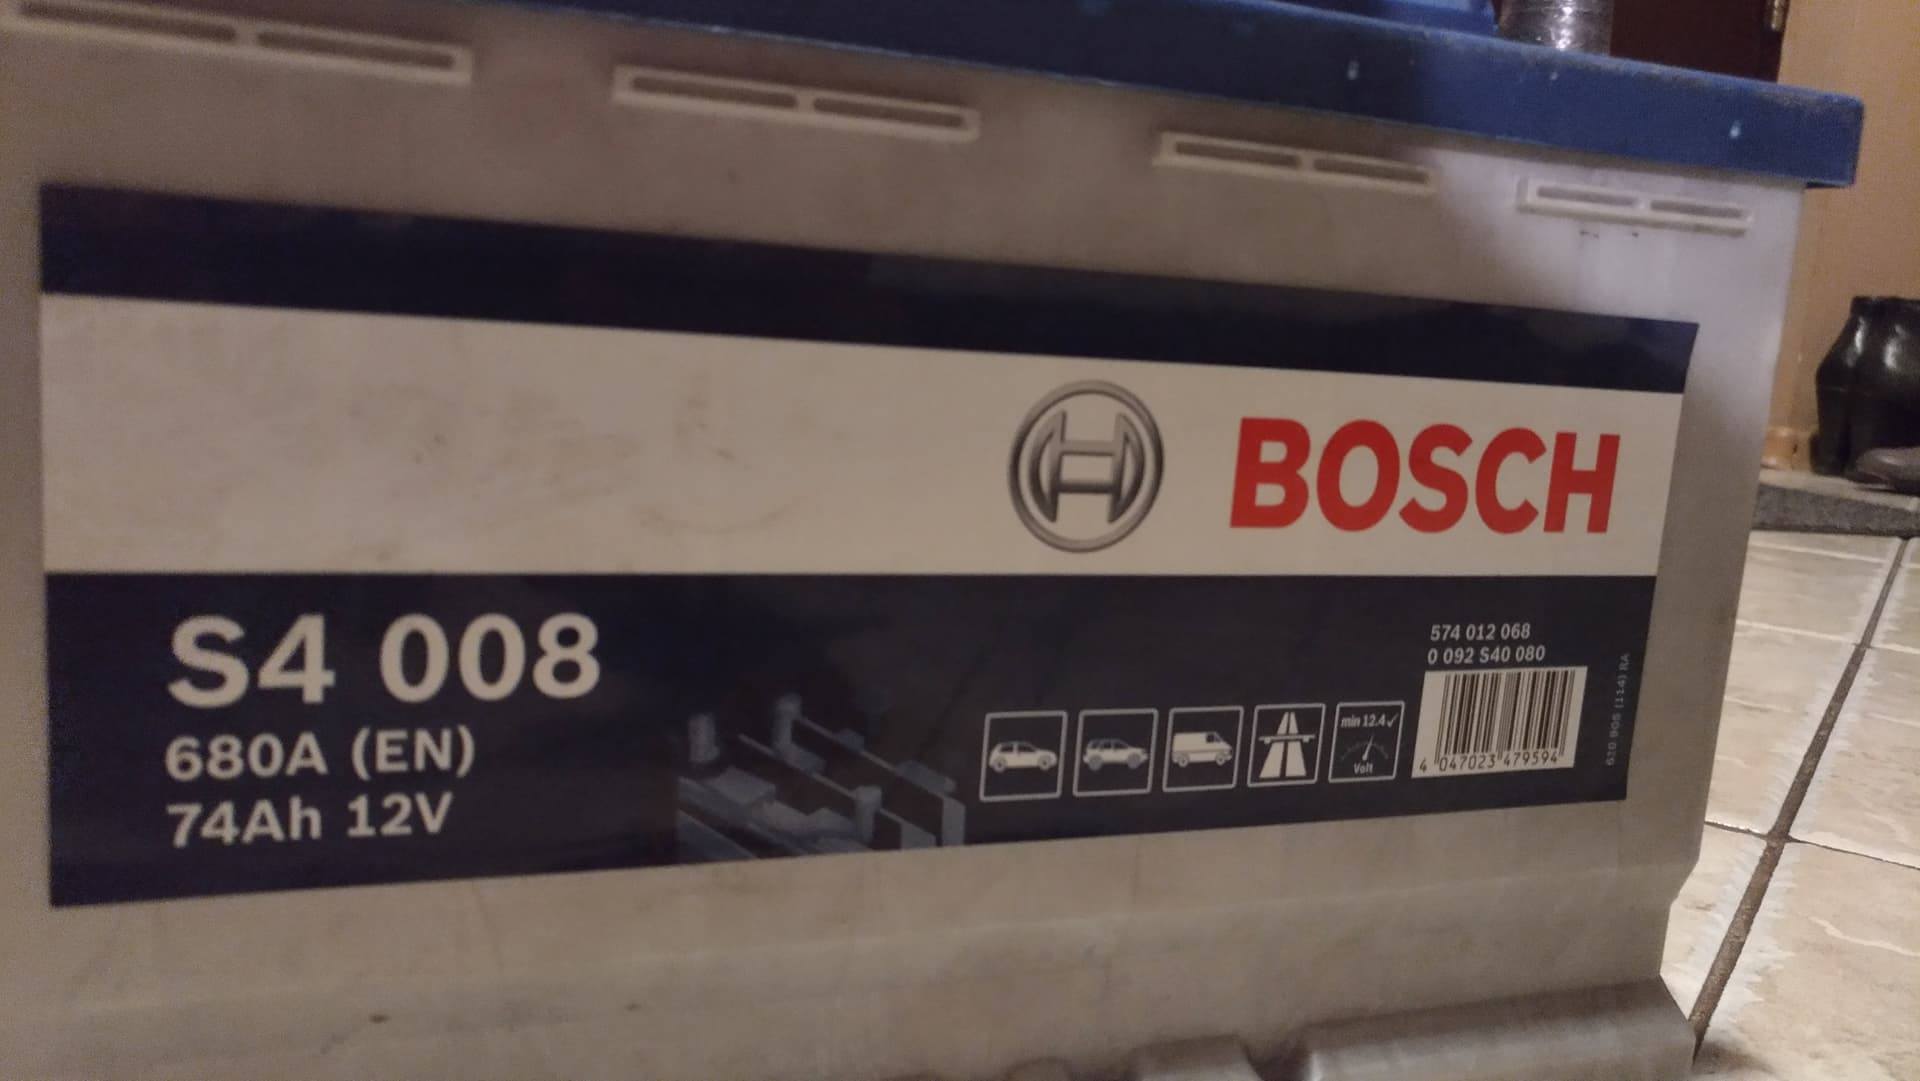 BOSCH
S4 008
680A (EN)
74Ah 12V
574 012 068
0 092 S40 080
min 12.4✓
Volt
4 047023 479594